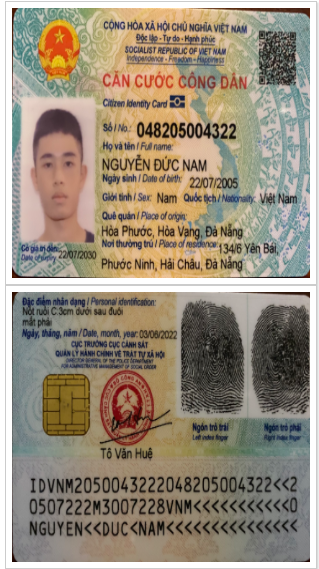 CỘNG HÒA XÃ HỘI CHỦ NGHĨA VIỆT NAM
Độc lập - Tự do - Hạnh phúc
SOCIALIST REPUBLIC OF VIET NAM
Independence - Freedom - Happiness
CĂN CƯỚC CÔNG DÂN
Citizen Identity Card
Số / No.: 048205004322
Họ và tên / Full name:
NGUYỄN ĐỨC NAM
Ngày sinh / Date of birth: 22/07/2005
Giới tính / Sex: Nam Quốc tịch / Nationality: Việt Nam
Quê quán / Place of origin:
Hòa Phước, Hòa Vang, Đà Nẵng
Có giá trị đến: 22/07/2030
Date of expiry
Nơi thường trú / Place of residence: 134/6 Yên Bái,
Phước Ninh, Hải Châu, Đà Nẵng
Đặc điểm nhân dạng / Personal identification:
Nốt ruồi C:3cm dưới sau đuôi
mắt phải
Ngày, tháng, năm / Date, month, year: 03/06/2022
CỤC TRƯỞNG CỤC CẢNH SÁT
QUẢN LÝ HÀNH CHÍNH VỀ TRẬT TỰ XÃ HỘI
DIRECTOR GENERAL OF THE POLICE DEPARTMENT
FOR ADMINISTRATIVE MANAGEMENT OF SOCIAL ORDER
Tô Văn Huệ
Ngón trỏ trái
Left index finger
Ngón trỏ phải
Right index finger
IDVNM2050043222048205004322<<2
0507222M3007228VNM<<<<<<<<<<<0
NGUYEN<<DUC<NAM<<<<<<<<<<<<<<<